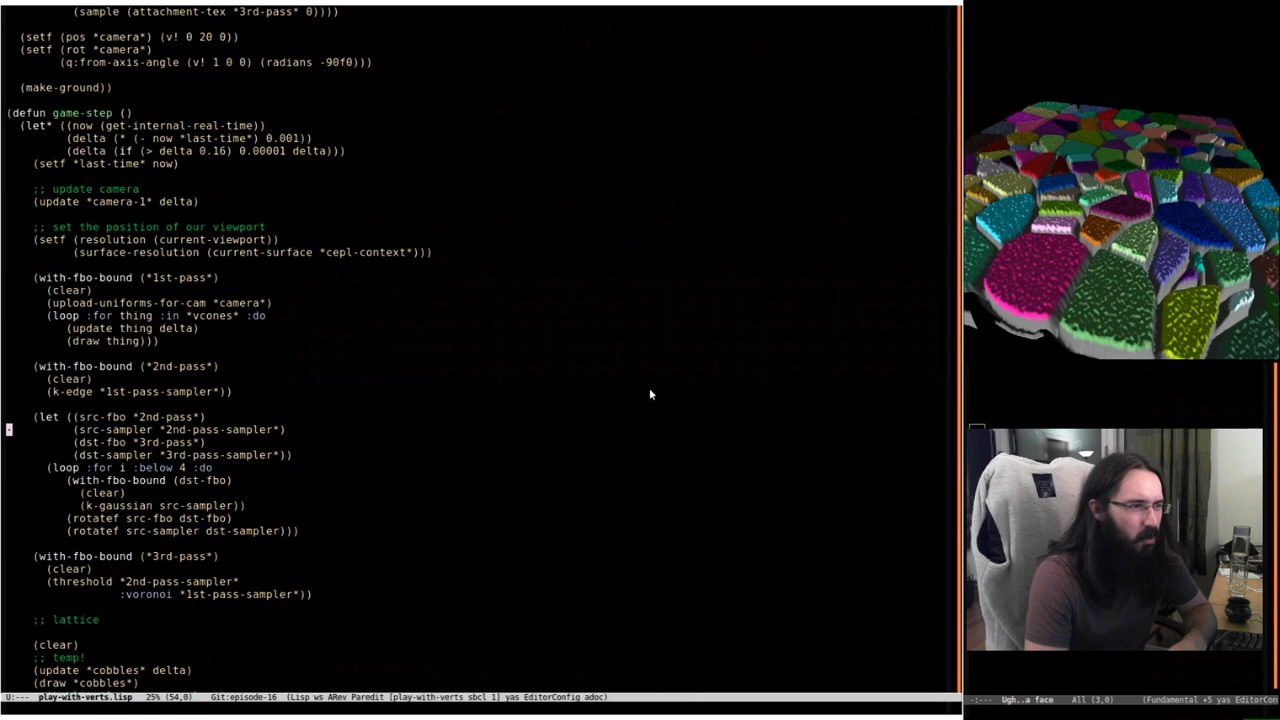 (sample (attachment-tex *3rd-pass* 0))))
(setf (pos *camera*) (v! 0 20 0))
(setf (rot *camera*)
(q:from-axis-angle (v! 1 0 0) (radians -90f0)))
(make-ground))
(defun game-step ()
(let* ((now (get-internal-real-time))
(delta (* (- now *last-time*) 0.001))
(delta (if (> delta 0.16) 0.00001 delta)))
(setf *last-time* now)
;; update camera
(update *camera-1* delta)
;; set the position of our viewport
(setf (resolution (current-viewport))
(surface-resolution (current-surface *cepl-context*)))
(with-fbo-bound (*1st-pass*)
(clear)
(upload-uniforms-for-cam *camera*)
(loop :for thing :in *vcones* :do
(update thing delta)
(draw thing)))
(with-fbo-bound (*2nd-pass*)
(clear)
(k-edge *1st-pass-sampler*))
(let ((src-fbo *2nd-pass*)
(src-sampler *2nd-pass-sampler*)
(dst-fbo *3rd-pass*)
(dst-sampler *3rd-pass-sampler*))
(loop :for i :below 4 :do
(with-fbo-bound (dst-fbo)
(clear)
(k-gaussian src-sampler))
(rotatef src-fbo dst-fbo)
(rotatef src-sampler dst-sampler)))
(with-fbo-bound (*3rd-pass*)
(clear)
(threshold *2nd-pass-sampler*
:voronoi *1st-pass-sampler*))
;; lattice
(clear)
;; temp!
(update *cobbles* delta)
(draw *cobbles*)
U:--- play-with-verts.lisp 25% (54,0) Git:episode-16 (Lisp ws ARev Paredit [play-with-verts sbcl 1] yas EditorConfig adoc)
-:--- Ugh..a face All (3,0) (Fundamental +5 yas EditorCon